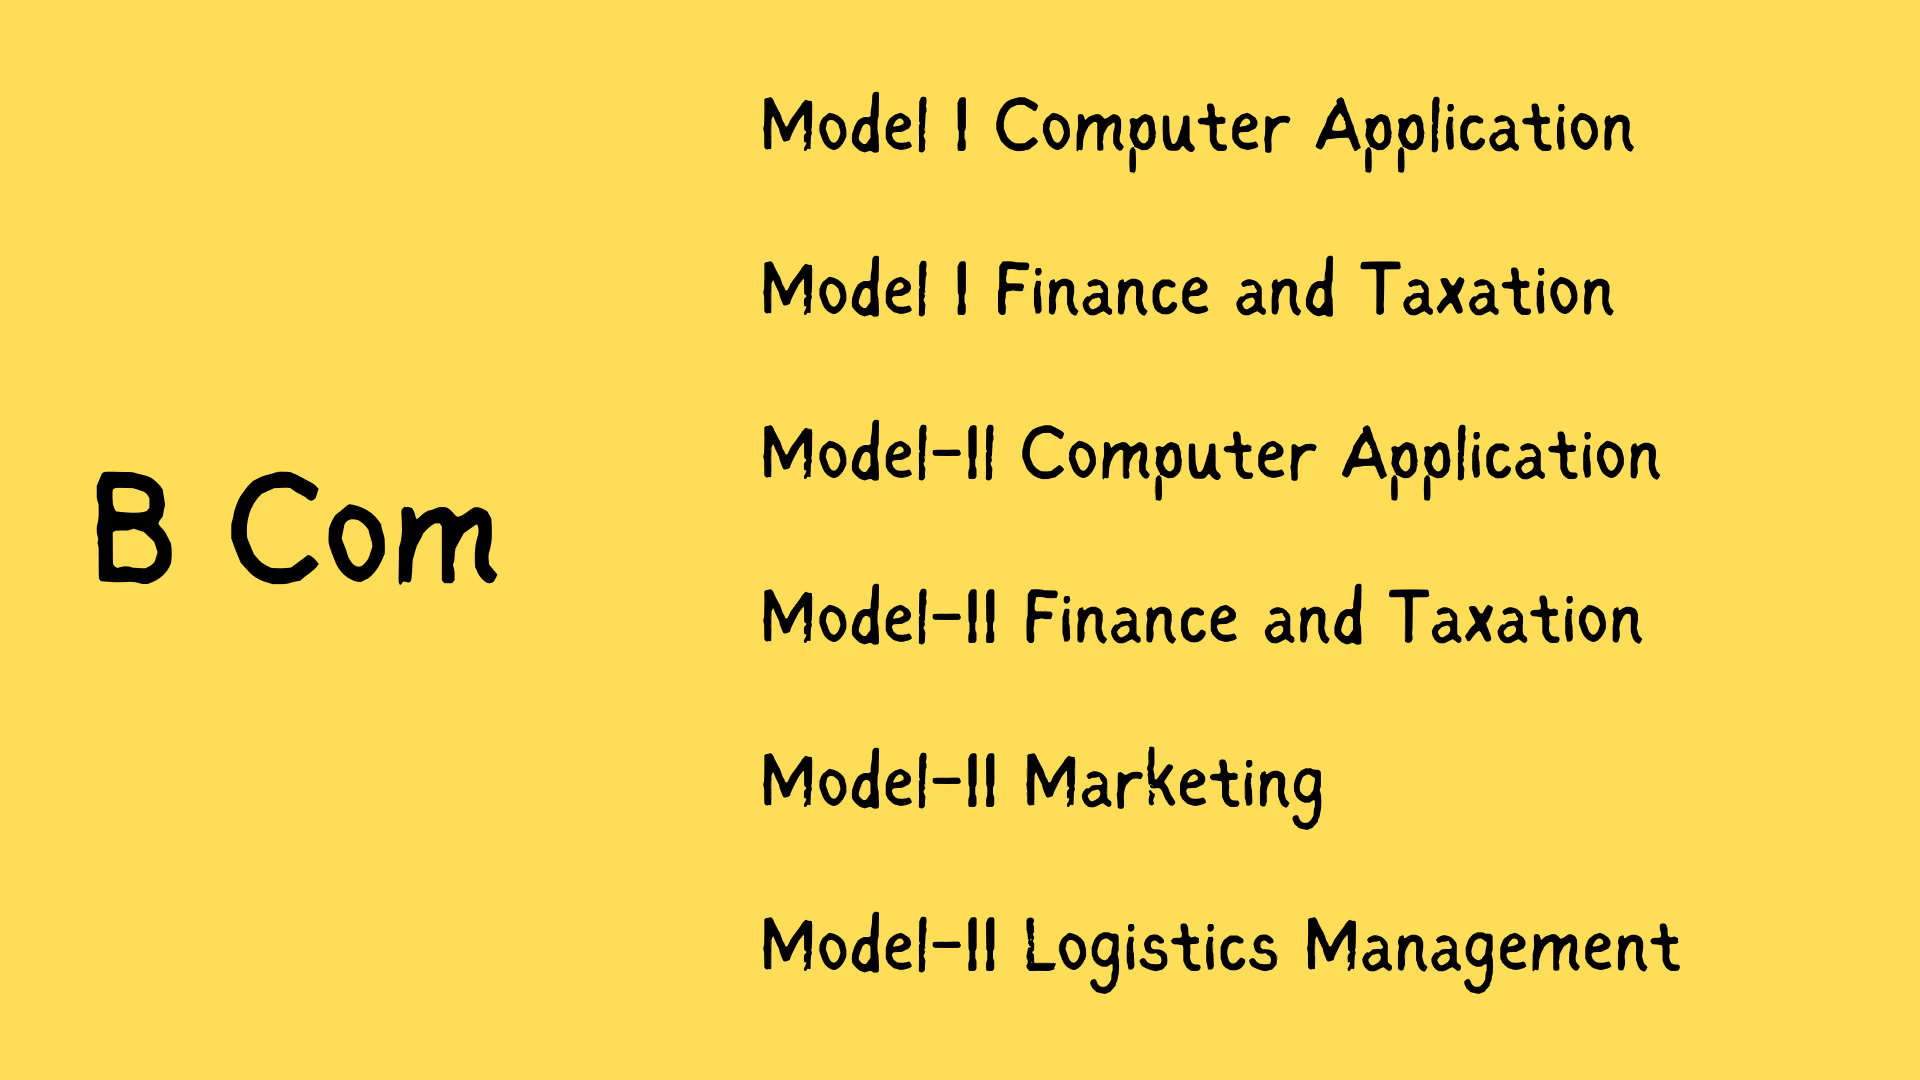 B Com
Model I Computer Application
Model I Finance and Taxation
Model-II Computer Application
Model-II Finance and Taxation
Model-II Marketing
Model-II Logistics Management